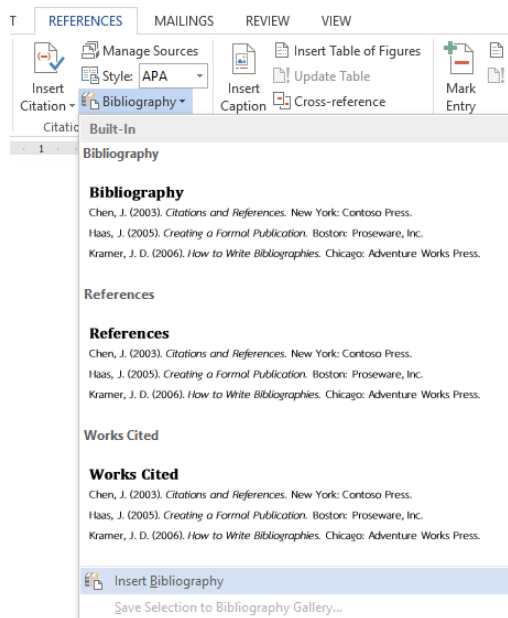 T REFERENCES MAILINGS REVIEW VIEW
Manage Sources
Style: APA
Bibliography
Insert
Citation
Citatio
Insert
Caption
Insert Table of Figures
Update Table
Cross-reference
Mark
Entry
1
Built-In
Bibliography
Bibliography
Chen, J. (2003). Citations and References. New York: Contoso Press.
Haas, J. (2005). Creating a Formal Publication. Boston: Proseware, Inc.
Kramer, J. D. (2006). How to Write Bibliographies. Chicago: Adventure Works Press.
References
References
Chen, J. (2003). Citations and References. New York: Contoso Press.
Haas, J. (2005). Creating a Formal Publication. Boston: Proseware, Inc.
Kramer, J. D. (2006). How to Write Bibliographies. Chicago: Adventure Works Press.
Works Cited
Works Cited
Chen, J. (2003). Citations and References. New York: Contoso Press.
Haas, J. (2005). Creating a Formal Publication. Boston: Proseware, Inc.
Kramer, J. D. (2006). How to Write Bibliographies. Chicago: Adventure Works Press.
Insert Bibliography
Save Selection to Bibliography Gallery...